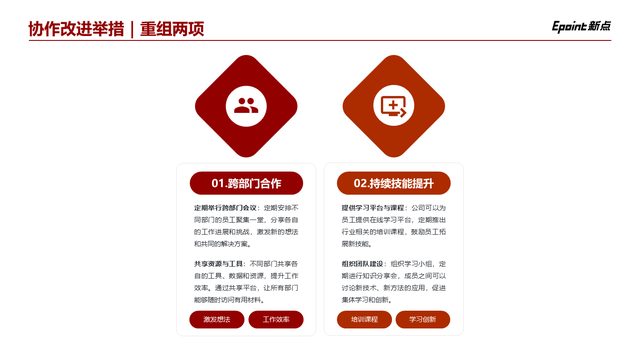 协作改进举措｜重组两项
Epoint 新点
01.跨部门合作
定期举行跨部门会议：定期安排不
同部门的员工聚集一堂，分享各自
的工作进展和挑战，激发新的想法
和共同的解决方案。
共享资源与工具：不同部门共享各
自的工具、数据和资源，提升工作
效率。通过共享平台，让所有部门
能够随时访问有用材料。
激发想法
工作效率
02.持续技能提升
提供学习平台与课程：公司可以为
员工提供在线学习平台，定期推出
行业相关的培训课程，鼓励员工拓
展新技能。
组织团队建设：组织学习小组，定
期进行知识分享会，成员之间可以
讨论新技术、新方法的应用，促进
集体学习和创新。
培训课程
学习创新